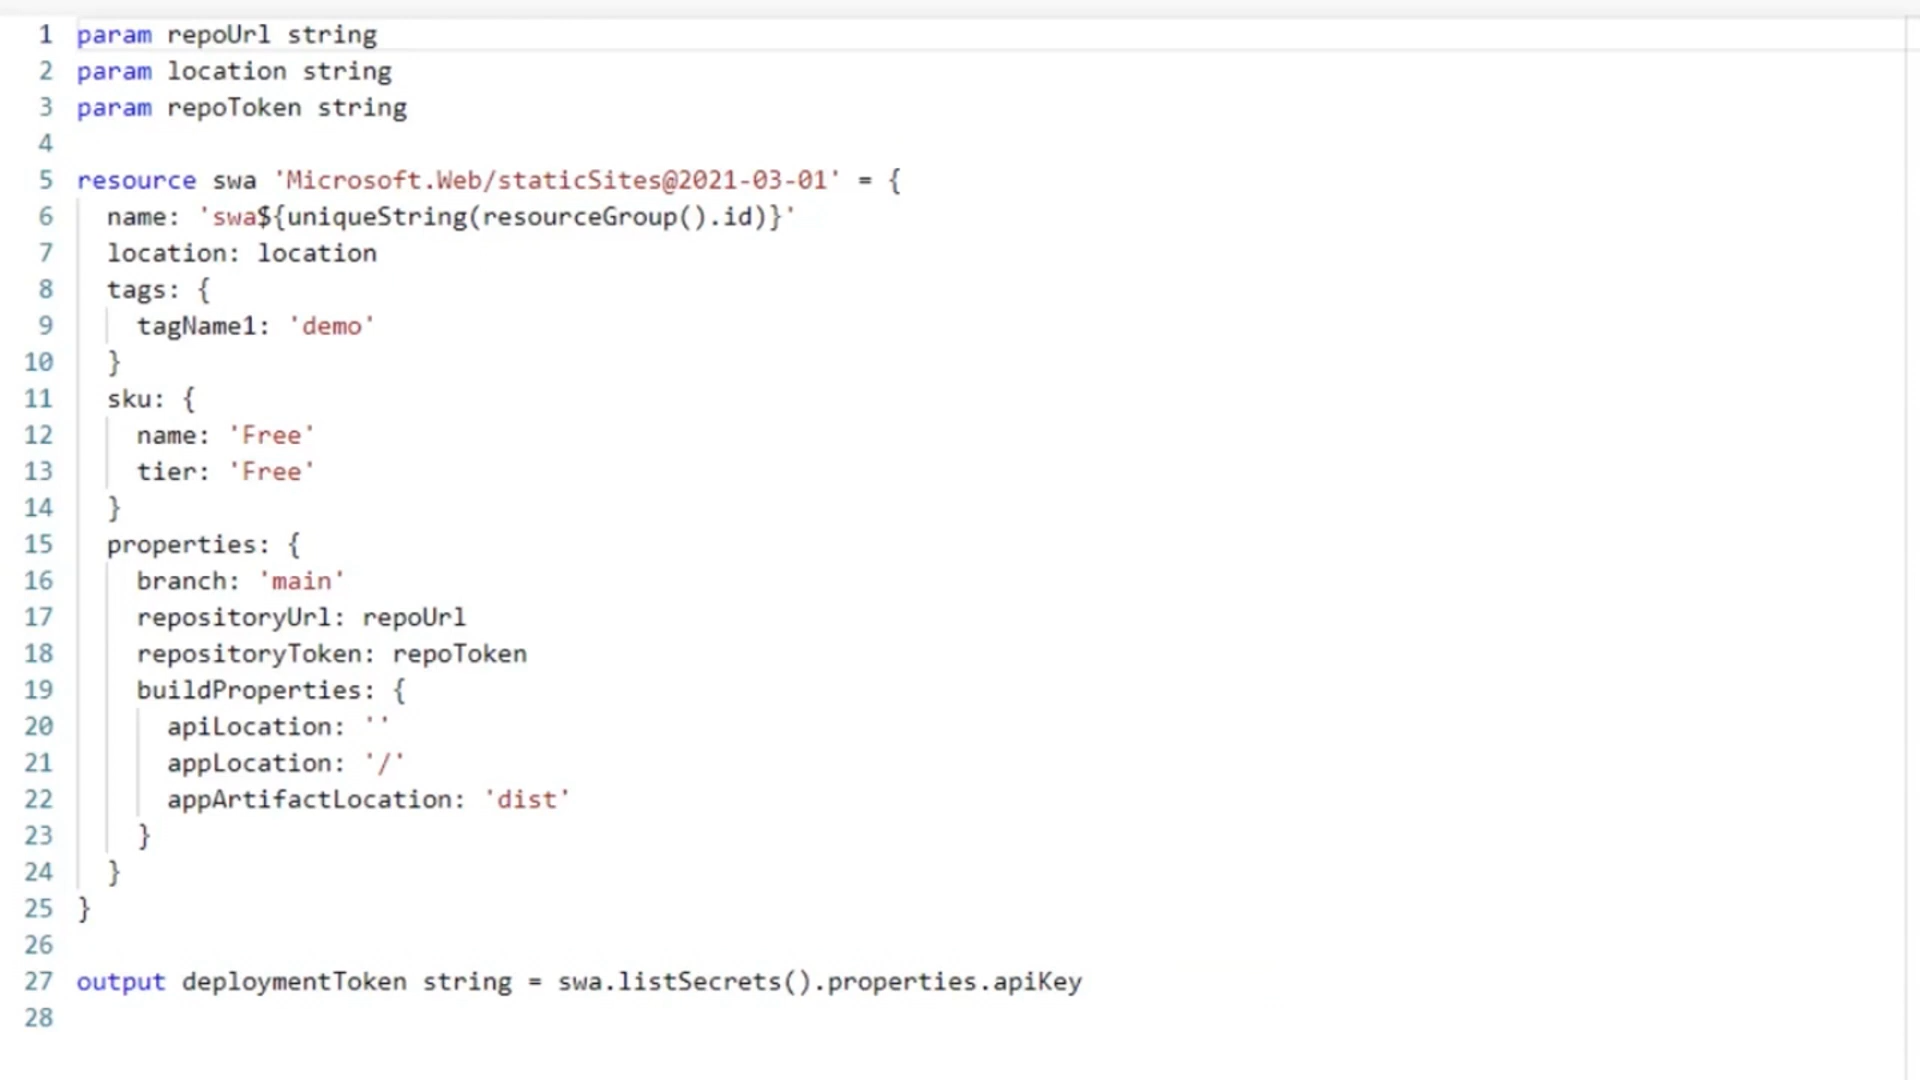 1 param repoUrl string
2 param location string
3 param repoToken string
4
5 resource swa 'Microsoft.Web/staticSites@2021-03-01' = {
6   name: 'swa${uniqueString(resourceGroup().id)}'
7   location: location
8   tags: {
9     tagName1: 'demo'
10   }
11   sku: {
12     name: 'Free'
13     tier: 'Free'
14   }
15   properties: {
16     branch: 'main'
17     repositoryUrl: repoUrl
18     repositoryToken: repoToken
19     buildProperties: {
20       apiLocation: ''
21       appLocation: '/'
22       appArtifactLocation: 'dist'
23     }
24   }
25 }
26
27 output deploymentToken string = swa.listSecrets().properties.apiKey
28